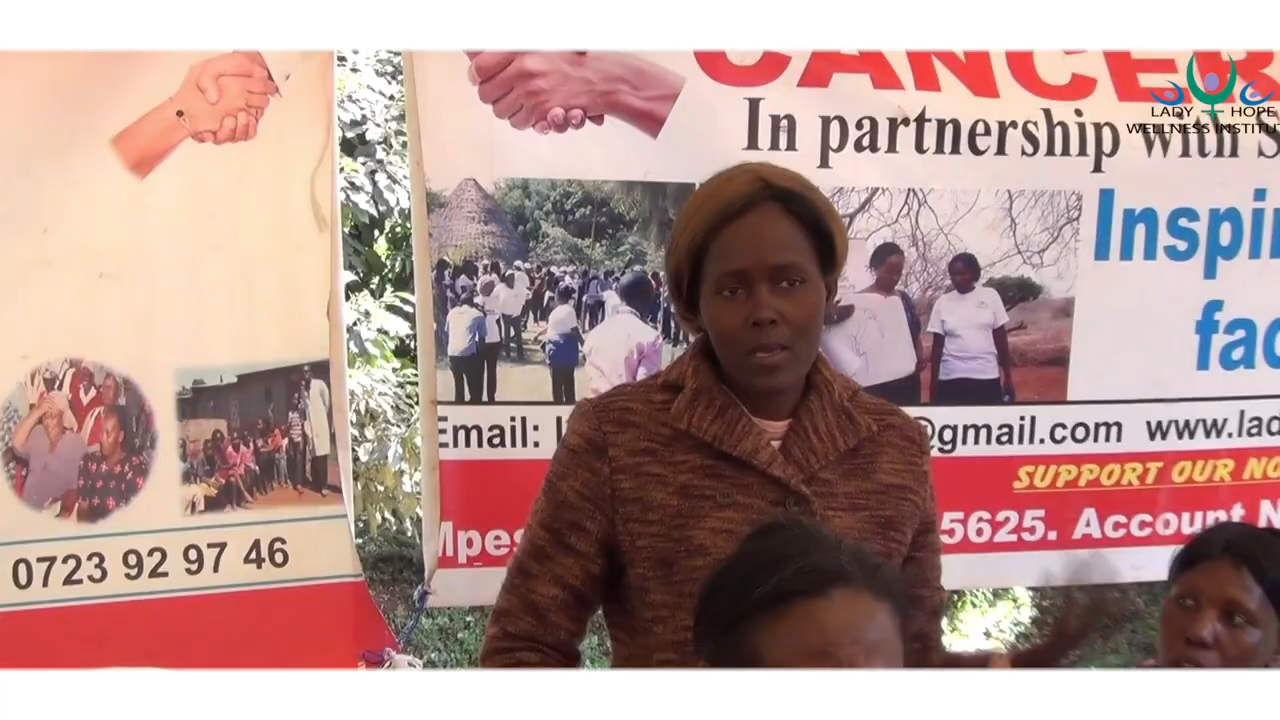 CANCER
LADY HOPE
WELLNESS INSTITU
In partnership with S
Inspi
fac
Email:
@gmail.com www.lad
SUPPORT OUR NO
Mpes 5625. Account N
0723 92 97 46